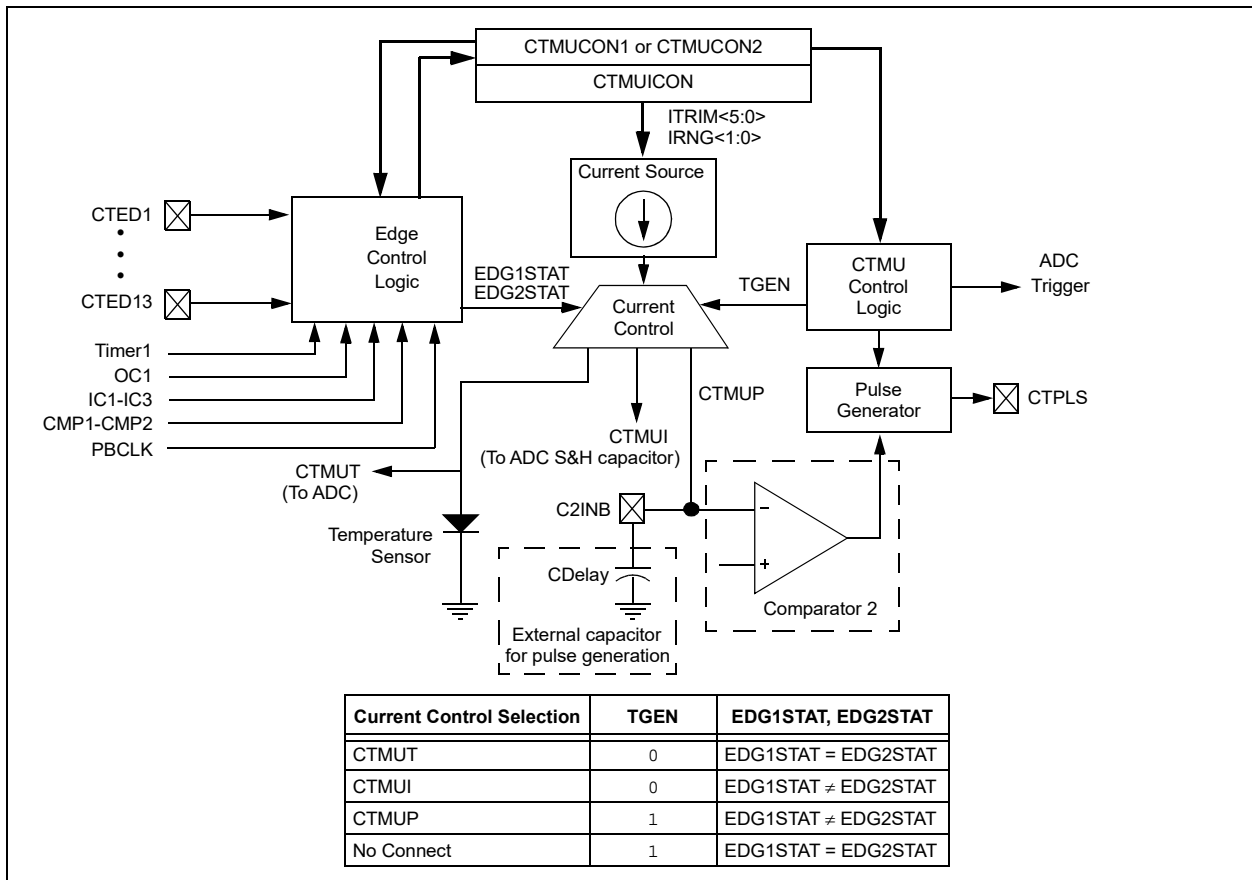 CTMUCON1 or CTMUCON2
CTMUICON
ITRIM<5:0>
IRNG<1:0>
Current Source
CTED1
CTED13
Edge
Control
Logic
EDG1STAT
EDG2STAT
Current
Control
TGEN
CTMU
Control
Logic
ADC
Trigger
Timer1
OC1
IC1-IC3
CMP1-CMP2
PBCLK
CTMUP
Pulse
Generator
CTPLS
CTMUI
(To ADC S&H capacitor)
CTMUT
(To ADC)
C2INB
Temperature
Sensor
CDelay
–
+
Comparator 2
External capacitor
for pulse generation
Current Control Selection TGEN EDG1STAT, EDG2STAT
CTMUT 0 EDG1STAT = EDG2STAT
CTMUI 0 EDG1STAT ≠ EDG2STAT
CTMUP 1 EDG1STAT ≠ EDG2STAT
No Connect 1 EDG1STAT = EDG2STAT